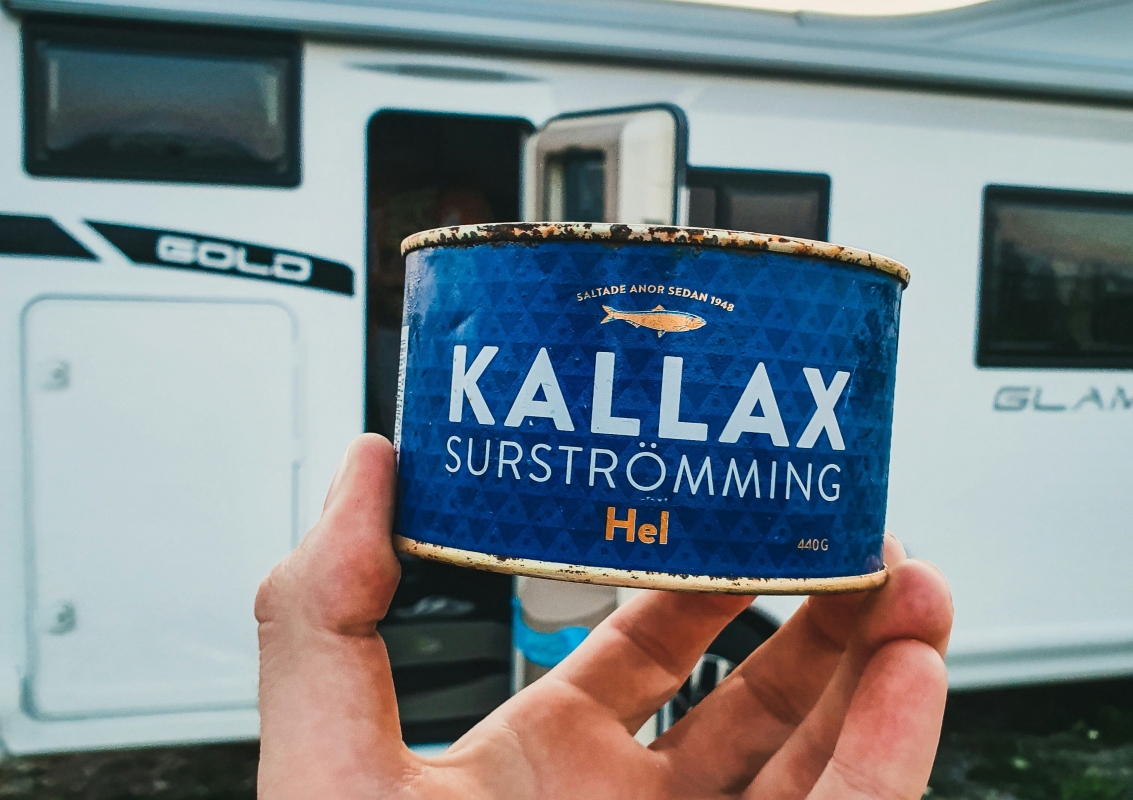 GOLD
SALTADE ANOR SEDAN 1948
KALLAX
SURSTRÖMMING
Hel
440G
GLAM